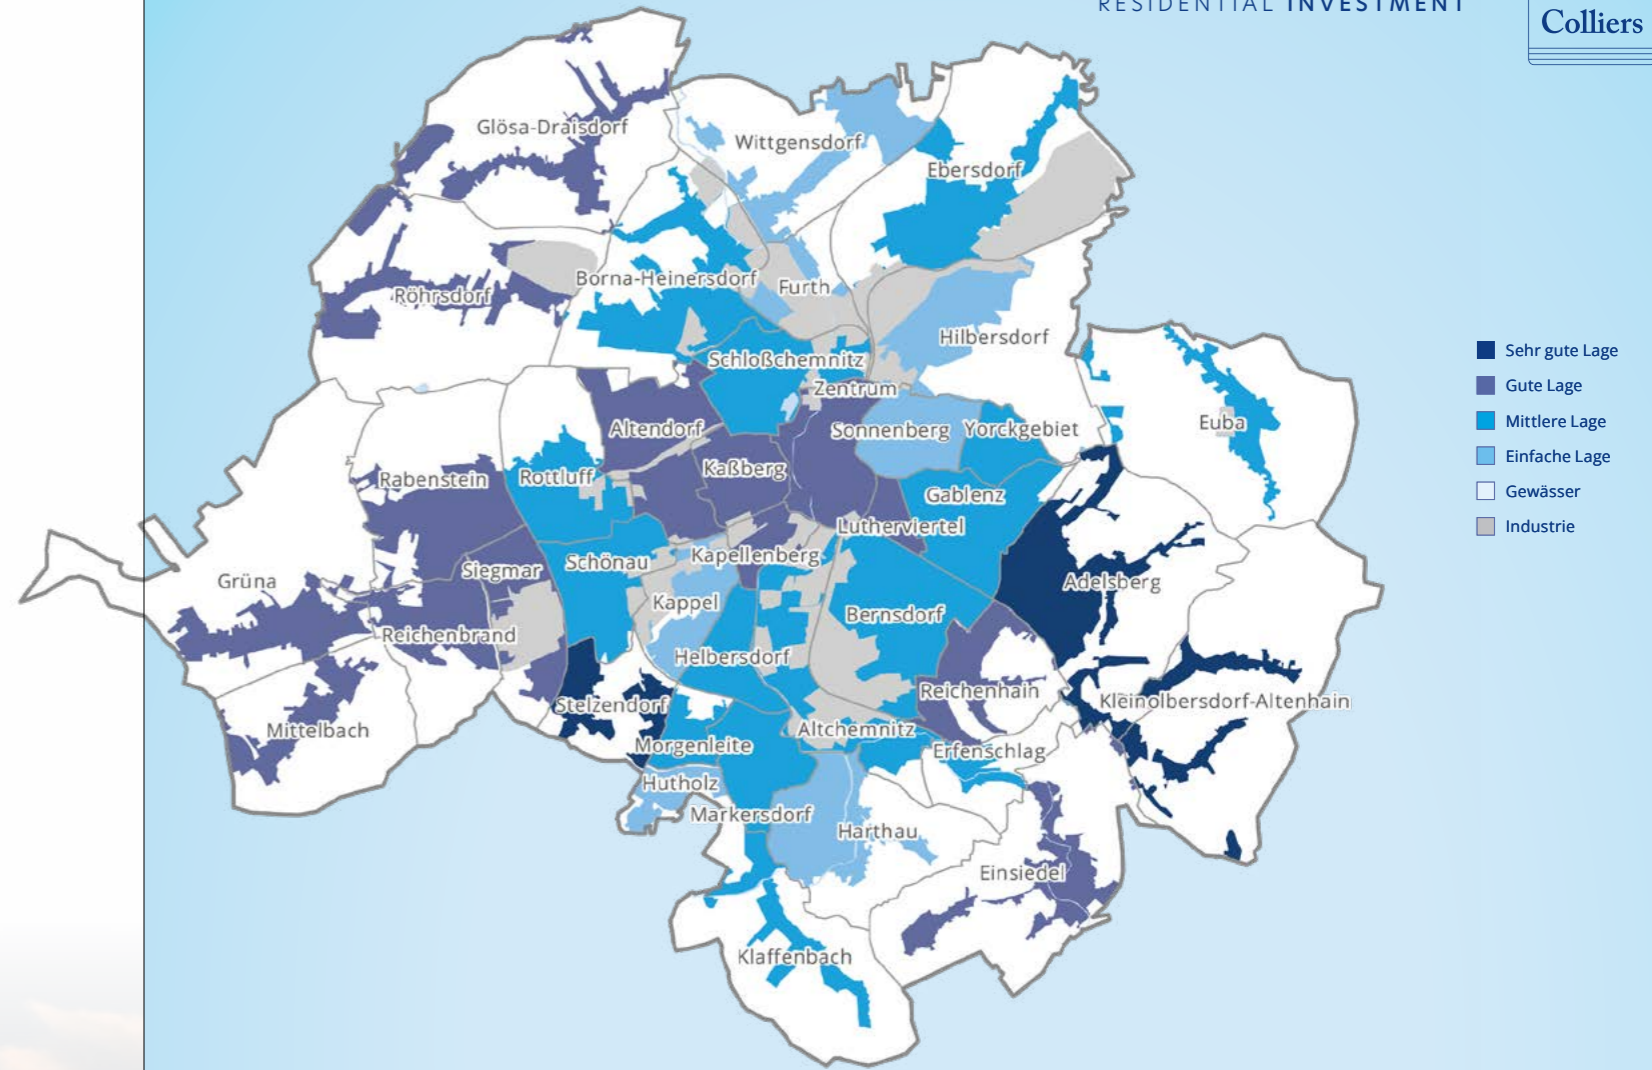 RESIDENTIAL INVESTMENT
Colliers
Glösa-Draisdorf
Wittgensdorf
Ebersdorf
Borna-Heinersdorf
Furth
Röhrsdorf
Hilbersdorf
Schloßchemnitz
Zentrum
Altendorf
Sonnenberg
Yorckgebiet
Euba
Kaßberg
Rabenstein
Rottluff
Gablenz
Lutherviertel
Kapellenberg
Schönau
Siegmar
Grüna
Adelsberg
Kappel
Bernsdorf
Reichenbrand
Helbersdorf
Reichenhain
Kleinolbersdorf-Altenhain
Stelzendorf
Mittelbach
Altchemnitz
Morgenleite
Erfenschlag
Hutholz
Markersdorf
Harthau
Einsiedel
Klaffenbach
Sehr gute Lage
Gute Lage
Mittlere Lage
Einfache Lage
Gewässer
Industrie